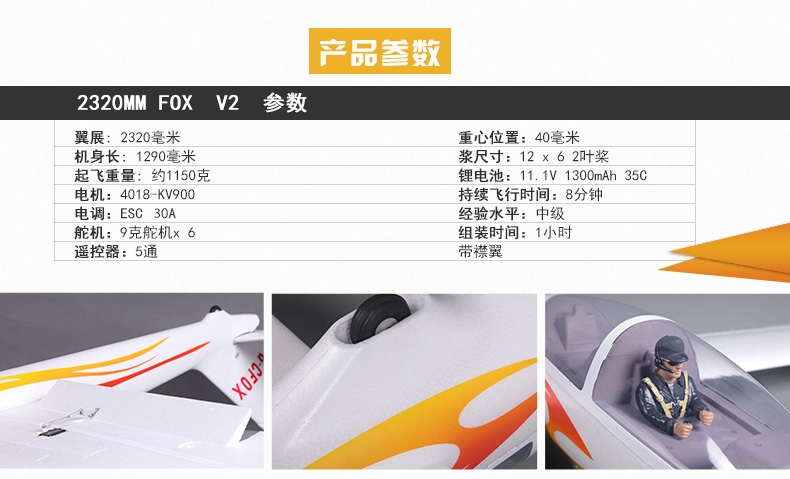 产品参数
2320MM FOX V2 参数
翼展: 2320毫米
重心位置: 40毫米
机身长: 1290毫米
浆尺寸: 12 x 6 2叶桨
起飞重量: 约1150克
锂电池: 11.1V 1300mAh 35C
电机: 4018-KV900
持续飞行时间: 8分钟
电调: ESC 30A
经验水平: 中级
舵机: 9克舵机x 6
组装时间: 1小时
遥控器: 5通
带襟翼
G-CFOX